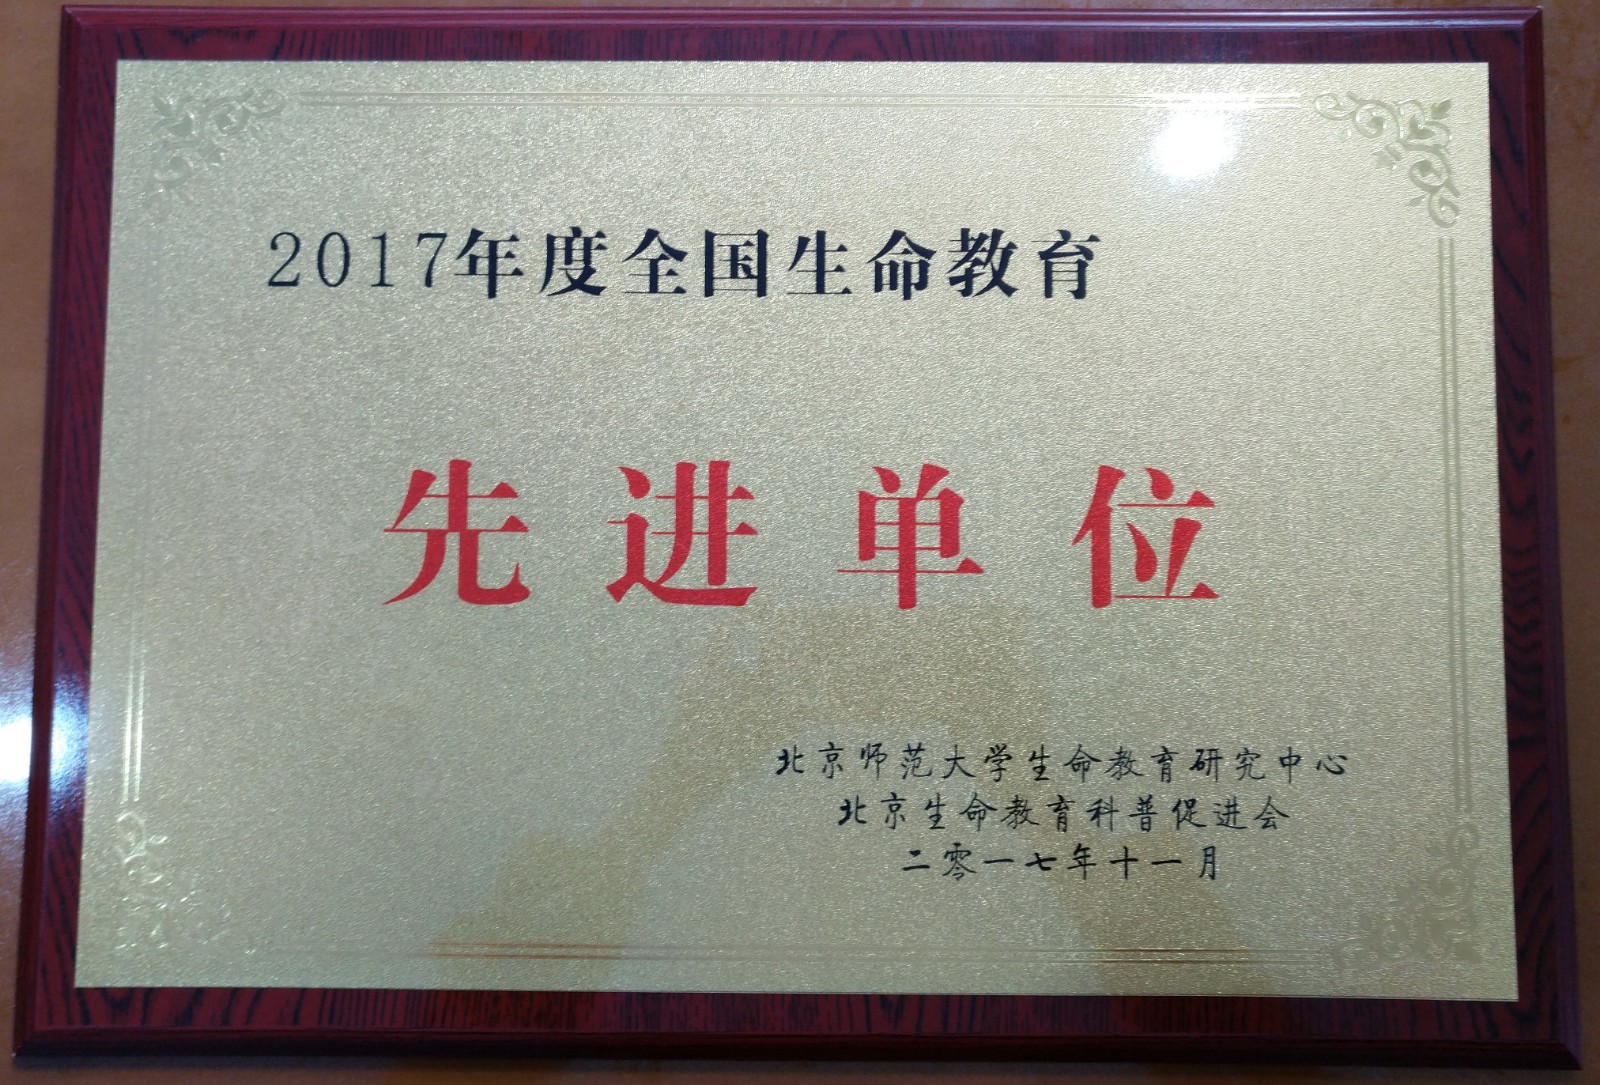 2017年度全国生命教育
先进单位
北京师范大学生命教育研究中心
北京生命教育科普促进会
二零一七年十一月